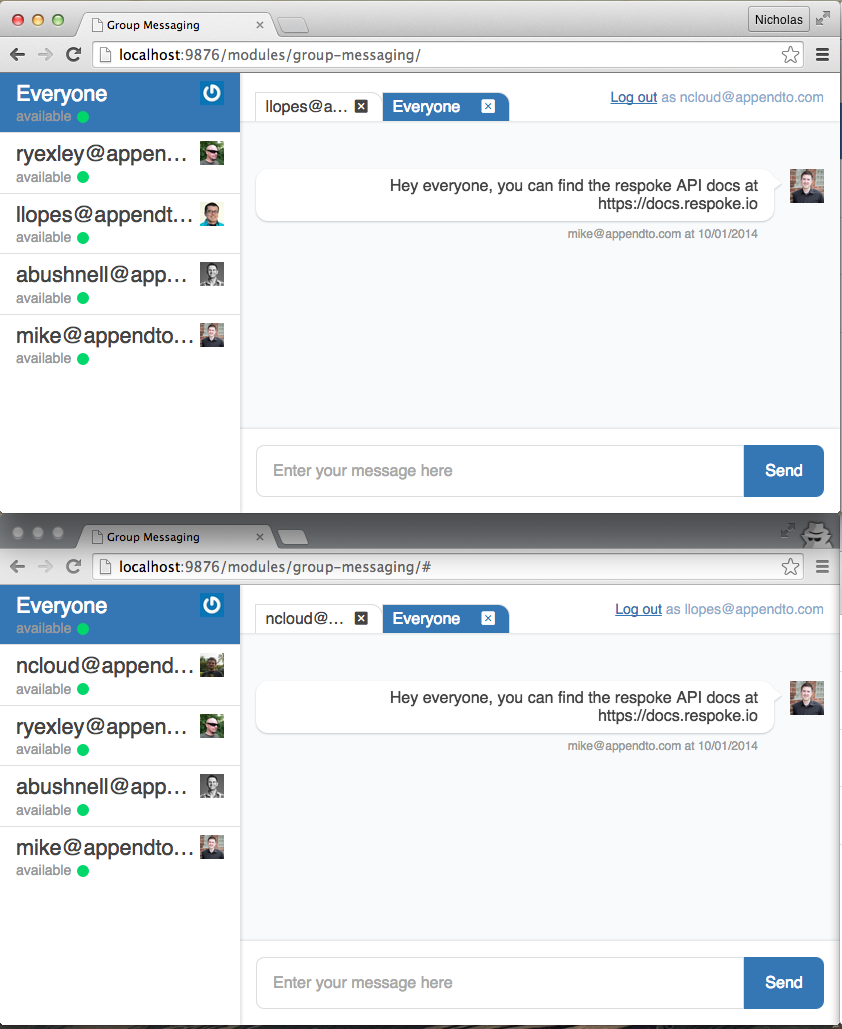 Group Messaging
Nicholas
localhost:9876/modules/group-messaging/
Everyone
available
ryexley@appen...
available
llopes@appendt...
available
abushnell@app...
available
mike@appendto...
available
llopes@a...
Everyone
Log out as ncloud@appendto.com
Hey everyone, you can find the respoke API docs at
https://docs.respoke.io
mike@appendto.com at 10/01/2014
Enter your message here
Send
Group Messaging
localhost:9876/modules/group-messaging/#
Everyone
available
ncloud@append...
available
ryexley@appen...
available
abushnell@app...
available
mike@appendto...
available
ncloud@...
Everyone
Log out as llopes@appendto.com
Hey everyone, you can find the respoke API docs at
https://docs.respoke.io
mike@appendto.com at 10/01/2014
Enter your message here
Send